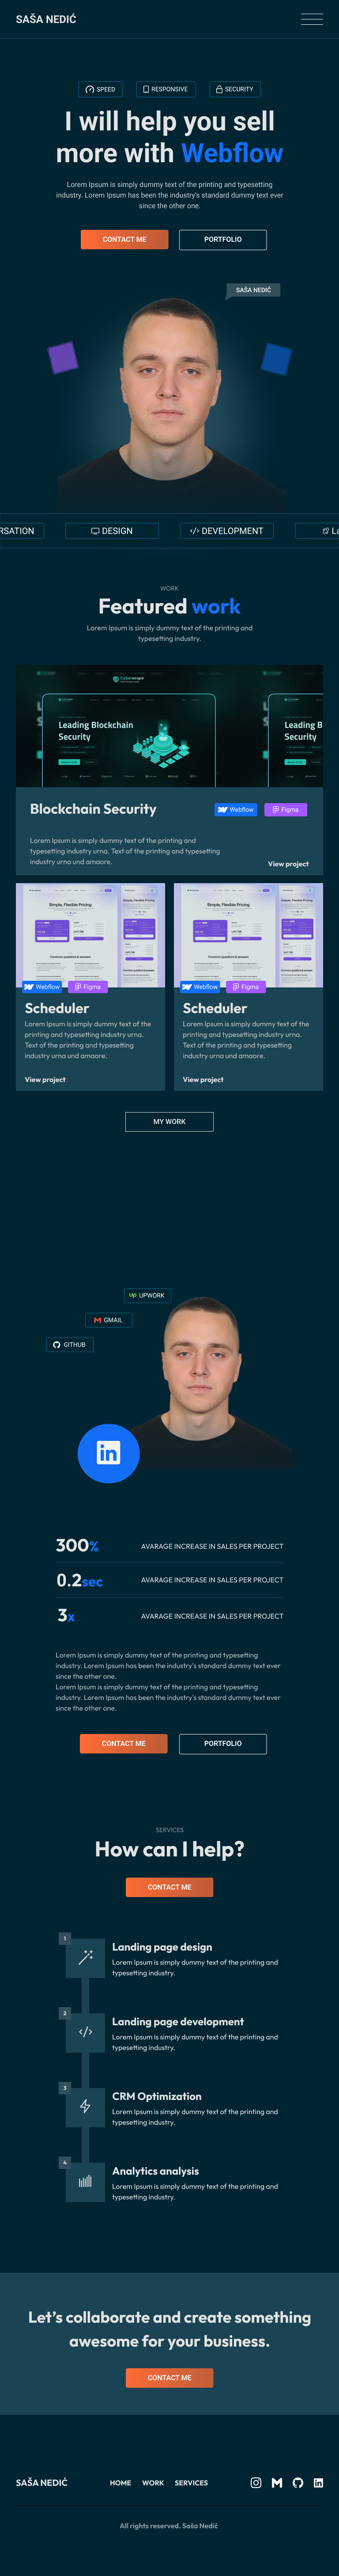 SAŠA NEDIĆ
SPEED
RESPONSIVE
SECURITY
I will help you sell
more with Webflow
Lorem Ipsum is simply dummy text of the printing and typesetting
industry. Lorem Ipsum has been the industry's standard dummy text ever
since the other one.
CONTACT ME
PORTFOLIO
SAŠA NEDIĆ
RSATION
DESIGN
DEVELOPMENT
La
WORK
Featured work
Lorem Ipsum is simply dummy text of the printing and
typesetting industry.
Cyberscope
Leading Blockchain
Security
Leading B
Security
Blockchain Security
Webflow
Figma
Lorem Ipsum is simply dummy text of the printing and
typesetting industry urna. Text of the printing and typesetting
industry urna und amaore.
View project
Simple, Flexible Pricing
Common questions & answers
Simple, Flexible Pricing
Common questions & answers
Webflow
Figma
Webflow
Figma
Scheduler
Lorem Ipsum is simply dummy text of the
printing and typesetting industry urna.
Text of the printing and typesetting
industry urna und amaore.
View project
Scheduler
Lorem Ipsum is simply dummy text of the
printing and typesetting industry urna.
Text of the printing and typesetting
industry urna und amaore.
View project
MY WORK
Up UPWORK
GMAIL
GITHUB
in
300%
AVARAGE INCREASE IN SALES PER PROJECT
0.2sec
AVARAGE INCREASE IN SALES PER PROJECT
3x
AVARAGE INCREASE IN SALES PER PROJECT
Lorem Ipsum is simply dummy text of the printing and typesetting
industry. Lorem Ipsum has been the industry's standard dummy text ever
since the other one.
Lorem Ipsum is simply dummy text of the printing and typesetting
industry. Lorem Ipsum has been the industry's standard dummy text ever
since the other one.
CONTACT ME
PORTFOLIO
SERVICES
How can I help?
CONTACT ME
1
Landing page design
Lorem Ipsum is simply dummy text of the printing and
typesetting industry.
2
Landing page development
Lorem Ipsum is simply dummy text of the printing and
typesetting industry.
3
CRM Optimization
Lorem Ipsum is simply dummy text of the printing and
typesetting industry.
4
Analytics analysis
Lorem Ipsum is simply dummy text of the printing and
typesetting industry.
Let's collaborate and create something
awesome for your business.
CONTACT ME
SAŠA NEDIĆ
HOME
WORK
SERVICES
All rights reserved. Saša Nedić